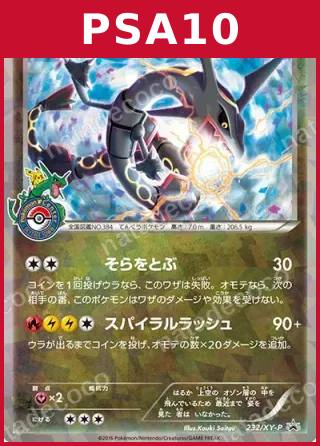 PSA10
全国図鑑NO.384 てんくうポケモン 高さ:7.0m 重さ:206.5kg
そらをとぶ 30
コインを1回投げウラなら、このワザは失敗。オモテなら、次の
相手の番、このポケモンはワザのダメージや効果を受けない。
スパイラルラッシュ 90+
ウラが出るまでコインを投げ、オモテの数×20ダメージを追加。
弱点 抵抗力
×2
にげる
はるか 上空の オゾン層の 中を
飛んでいるため 最近まで 姿を
見た 者は いなかった。
Illus. Kouki Saitou 232/XY-P
©2015 Pokémon/Nintendo/Creatures/GAME FREAK.